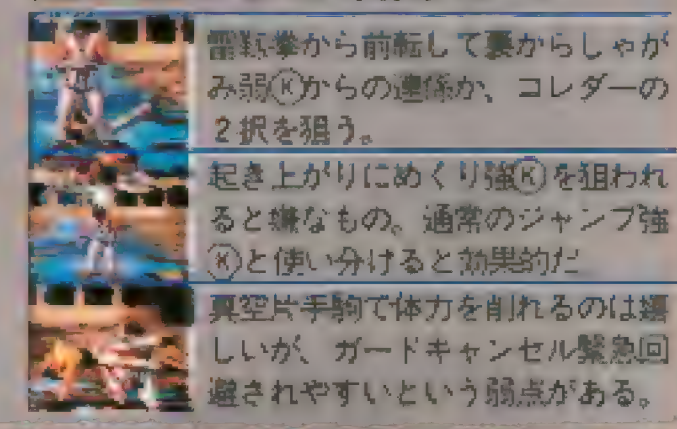 雷転拳から前転して裏からしゃが
み弱Ⓚからの連係か、コレダーの
2択を狙う。
起き上がりにめくり強Ⓚを狙われ
ると嫌なもの。通常のジャンプ強
Ⓚと使い分けると効果的だ
真空片手駒で体力を削れるのは嬉
しいが、ガードキャンセル緊急回
避されやすいという弱点がある。